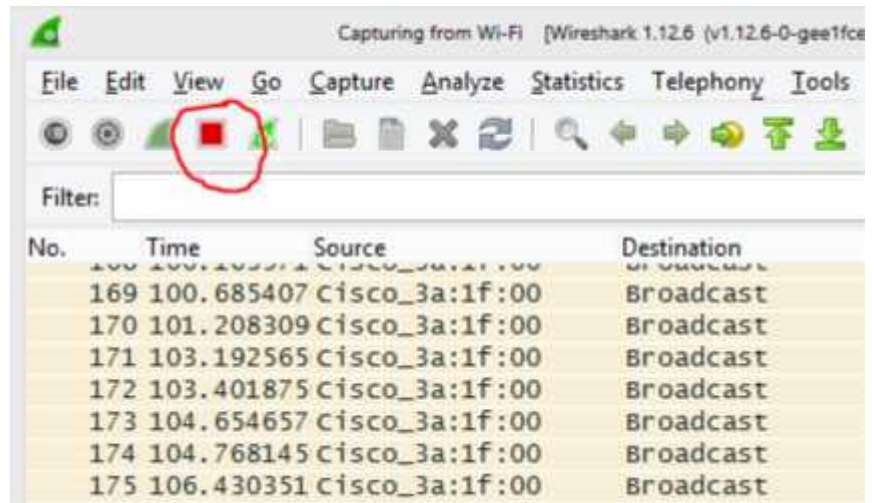 Capturing from Wi-Fi [Wireshark 1.12.6 (v1.12.6-0-gee1fce
File Edit View Go Capture Analyze Statistics Telephony Tools
Filter:
No. Time Source Destination
169 100.685407 Cisco_3a:1f:00 Broadcast
170 101.208309 Cisco_3a:1f:00 Broadcast
171 103.192565 Cisco_3a:1f:00 Broadcast
172 103.401875 Cisco_3a:1f:00 Broadcast
173 104.654657 Cisco_3a:1f:00 Broadcast
174 104.768145 Cisco_3a:1f:00 Broadcast
175 106.430351 Cisco_3a:1f:00 Broadcast